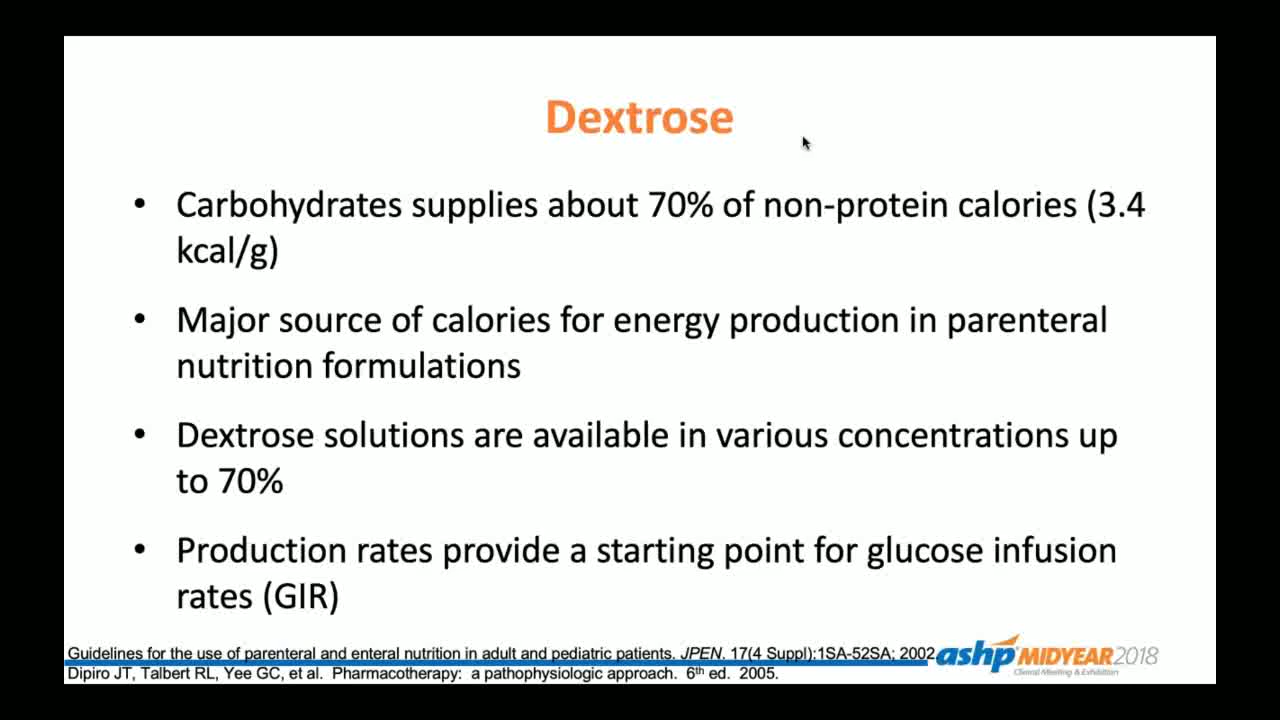 Dextrose
• Carbohydrates supplies about 70% of non-protein calories (3.4
kcal/g)
• Major source of calories for energy production in parenteral
nutrition formulations
• Dextrose solutions are available in various concentrations up
to 70%
• Production rates provide a starting point for glucose infusion
rates (GIR)
Guidelines for the use of parenteral and enteral nutrition in adult and pediatric patients. JPEN. 17(4 Suppl):1SA-52SA; 2002
Dipiro JT, Talbert RL, Yee GC, et al. Pharmacotherapy: a pathophysiologic approach. 6th ed. 2005.
ashp MIDYEAR2018
Clinical Meeting & Exhibition